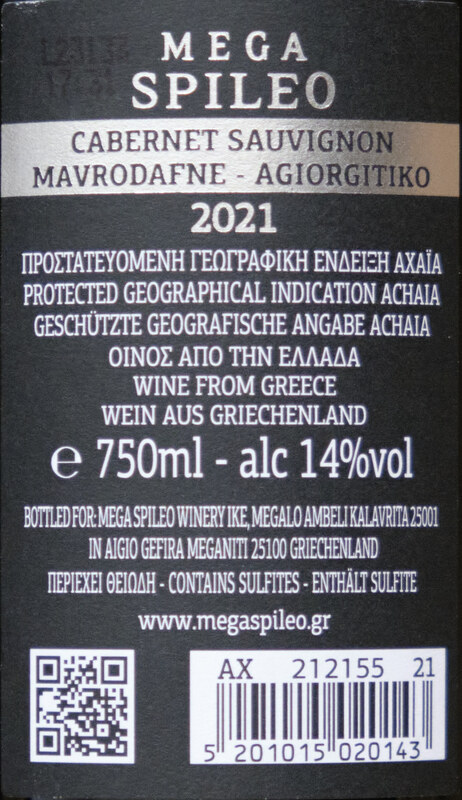 L23134
17:31
MEGA
SPILEO
CABERNET SAUVIGNON
MAVRODAFNE - AGIORGITIKO
2021
ΠΡΟΣΤΑΤΕΥΟΜΕΝΗ ΓΕΩΓΡΑΦΙΚΗ ΕΝΔΕΙΞΗ ΑΧΑΪΑ
PROTECTED GEOGRAPHICAL INDICATION ACHAIA
GESCHÜTZTE GEOGRAFISCHE ANGABE ACHAIA
ΟΙΝΟΣ ΑΠΟ ΤΗΝ ΕΛΛΑΔΑ
WINE FROM GREECE
WEIN AUS GRIECHENLAND
℮ 750ml - alc 14%vol
BOTTLED FOR: MEGA SPILEO WINERY IKE, MEGALO AMBELI KALAVRITA 25001
IN AIGIO GEFIRA MEGANITI 25100 GRIECHENLAND
ΠΕΡΙΕΧΕΙ ΘΕΙΩΔΗ - CONTAINS SULFITES - ENTHÄLT SULFITE
www.megaspileo.gr
AX 212155 21
5 201015 020143